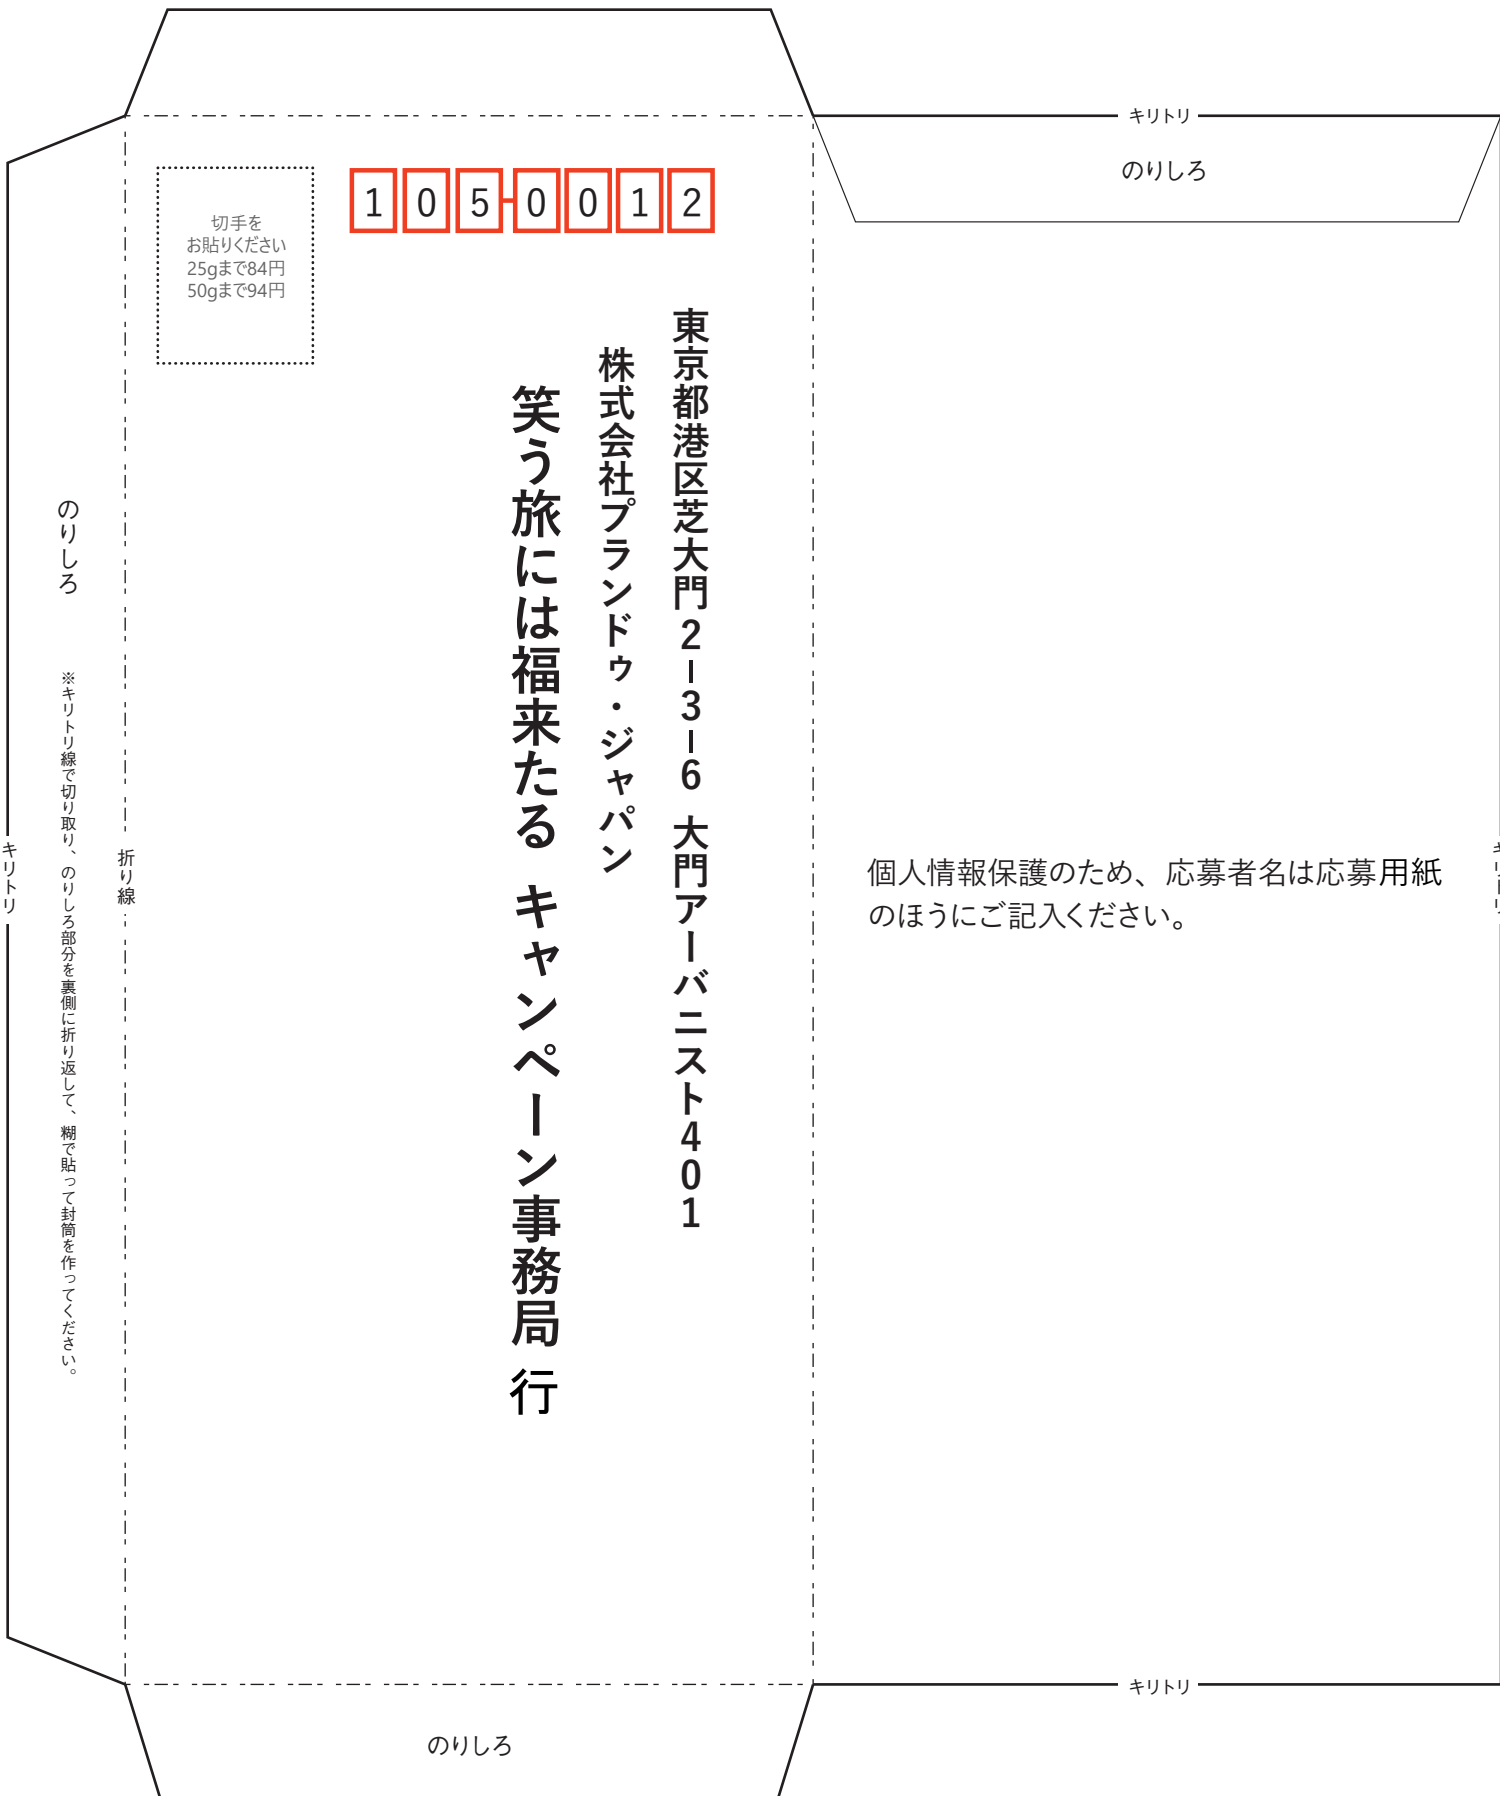 キリトリ
のりしろ
切手を
お貼りください
25gまで84円
50gまで94円
1050012
東京都港区芝大門2-3-6 大門アーバニスト401
株式会社プランドゥ・ジャパン
笑う旅には福来たる キャンペーン事務局 行
のりしろ
※キリトリ線で切り取り、のりしろ部分を裏側に折り返して、糊で貼って封筒を作ってください。
キリトリ
折り線
個人情報保護のため、応募者名は応募用紙
のほうにご記入ください。
キリトリ
キリトリ
のりしろ